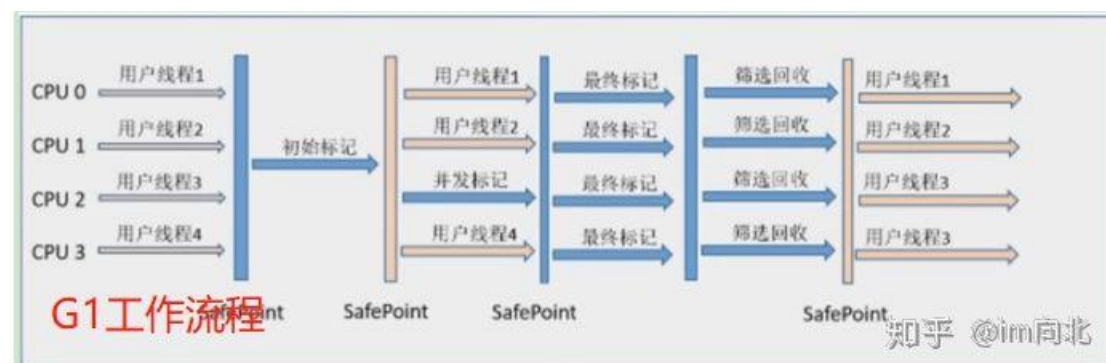 用户线程1 用户线程1 最终标记 筛选回收 用户线程1
CPU 0
用户线程2 用户线程2 最终标记 筛选回收 用户线程2
CPU 1 初始标记
用户线程3 并发标记 最终标记 筛选回收 用户线程3
CPU 2
用户线程4 用户线程4 最终标记 筛选回收 用户线程3
CPU 3
SafePoint SafePoint SafePoint SafePoint
G1工作流程
知乎 @im向北